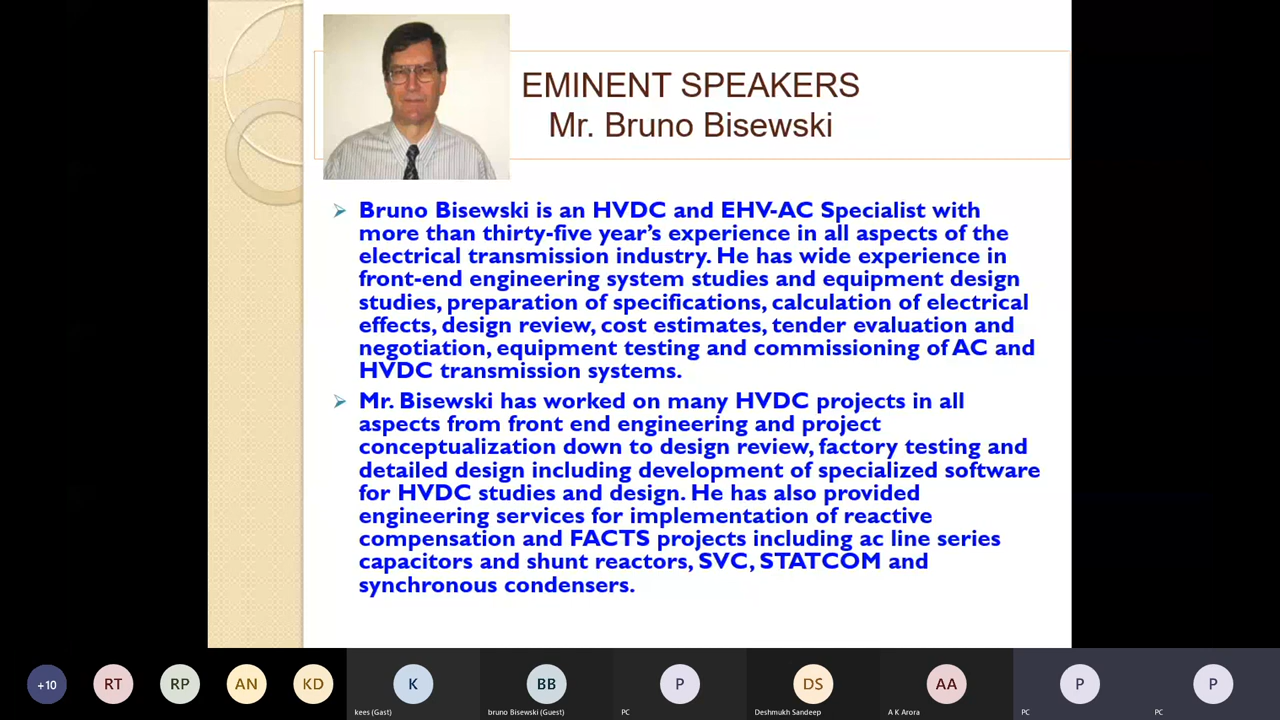 EMINENT SPEAKERS
Mr. Bruno Bisewski
Bruno Bisewski is an HVDC and EHV-AC Specialist with
more than thirty-five year’s experience in all aspects of the
electrical transmission industry. He has wide experience in
front-end engineering system studies and equipment design
studies, preparation of specifications, calculation of electrical
effects, design review, cost estimates, tender evaluation and
negotiation, equipment testing and commissioning of AC and
HVDC transmission systems.
Mr. Bisewski has worked on many HVDC projects in all
aspects from front end engineering and project
conceptualization down to design review, factory testing and
detailed design including development of specialized software
for HVDC studies and design. He has also provided
engineering services for implementation of reactive
compensation and FACTS projects including ac line series
capacitors and shunt reactors, SVC, STATCOM and
synchronous condensers.
+10 RT RP AN KD K BB P DS AA P P
kees (Gast) bruno Bisewski (Guest) PC Deshmukh Sandeep A K Arora PC PC